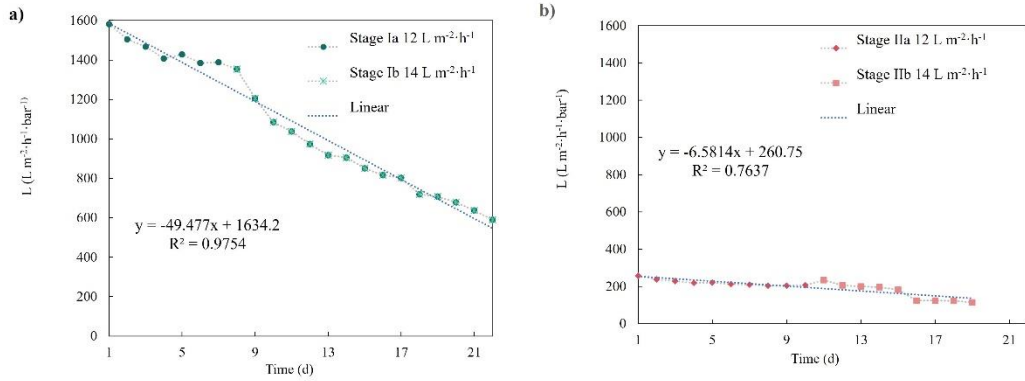 a)
1600
1400
1200
1000
800
600
400
200
0
L (L m⁻²·h⁻¹·bar⁻¹)
Stage Ia 12 L m⁻²·h⁻¹
Stage Ib 14 L m⁻²·h⁻¹
Linear
y = -49.477x + 1634.2
R² = 0.9754
1 5 9 13 17 21
Time (d)
b)
1600
1400
1200
1000
800
600
400
200
0
L (L m⁻²·h⁻¹·bar⁻¹)
Stage IIa 12 L m⁻²·h⁻¹
Stage IIb 14 L m⁻²·h⁻¹
Linear
y = -6.5814x + 260.75
R² = 0.7637
1 5 9 13 17 21
Time (d)